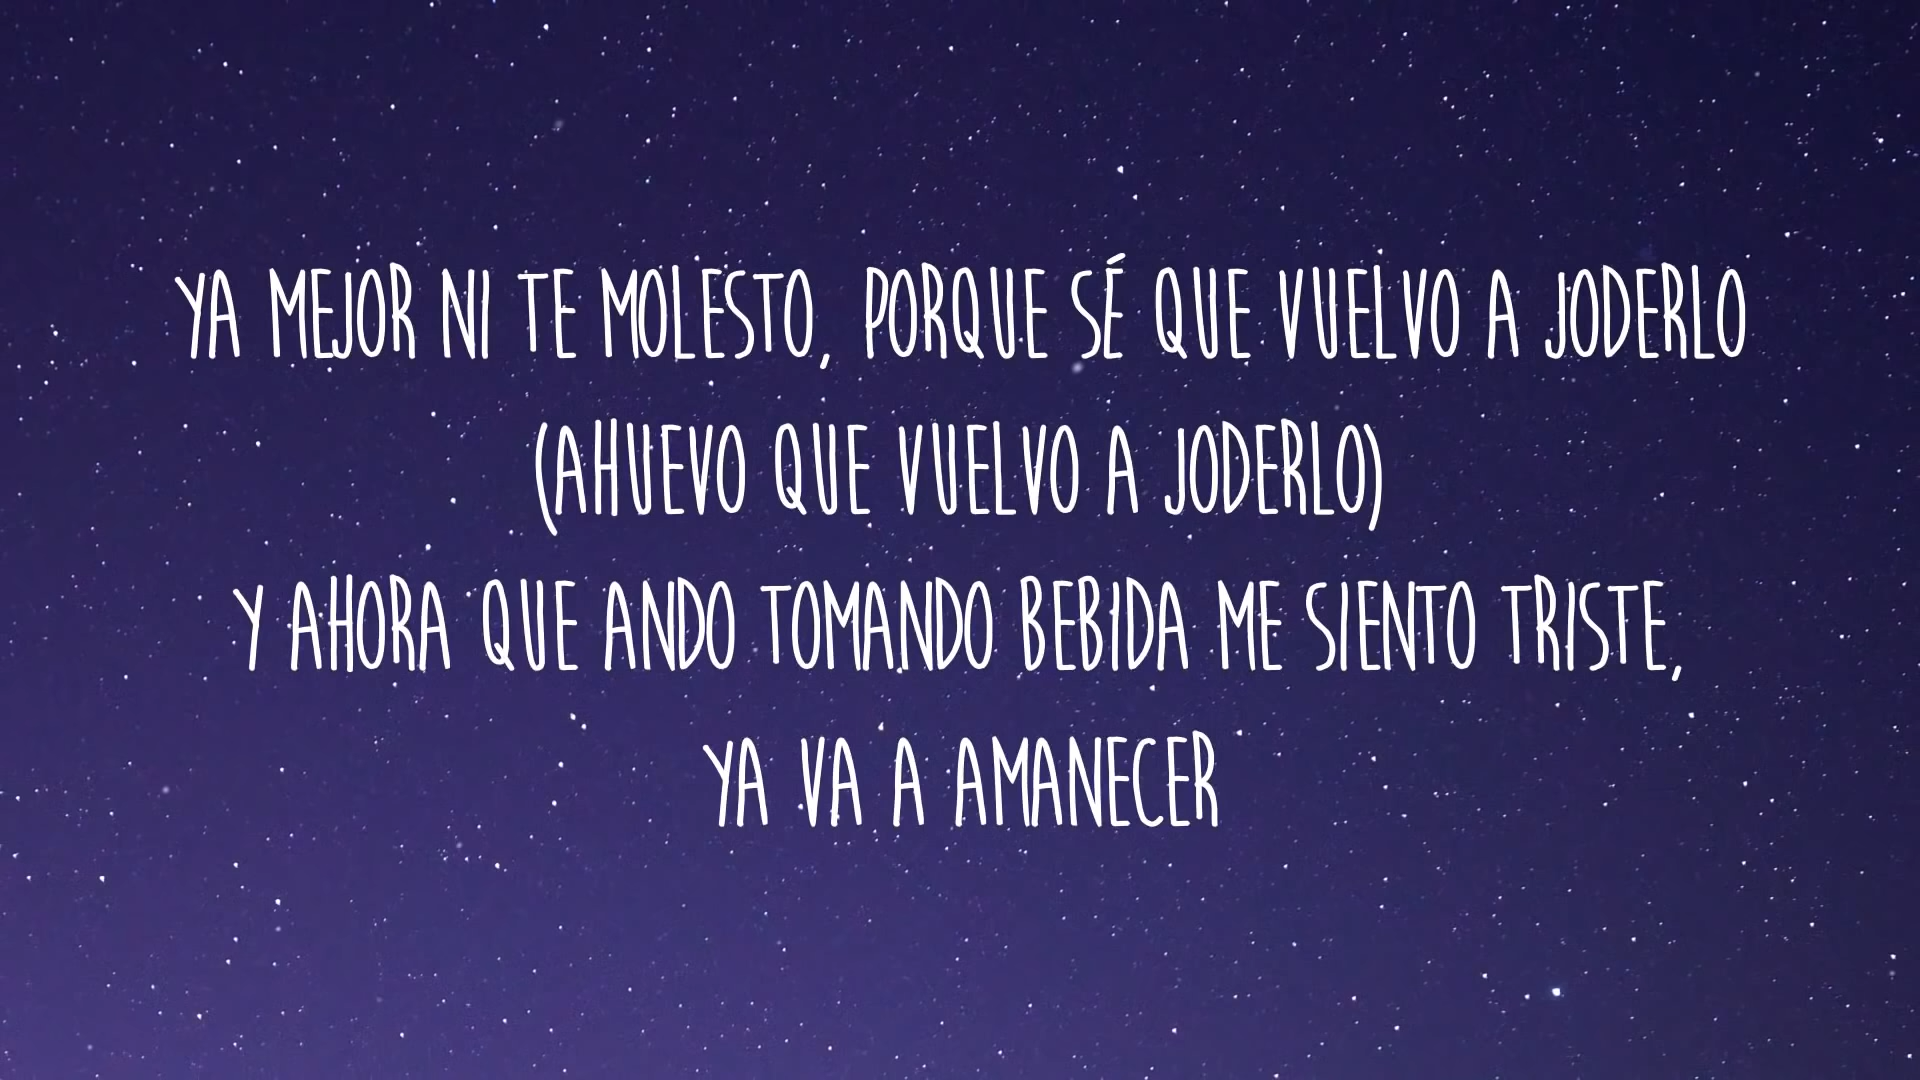 YA MEJOR NI TE MOLESTO, PORQUE SÉ QUE VUELVO A JODERLO
(AHUEVO QUE VUELVO A JODERLO)
Y AHORA QUE ANDO TOMANDO BEBIDA ME SIENTO TRISTE,
YA VA A AMANECER